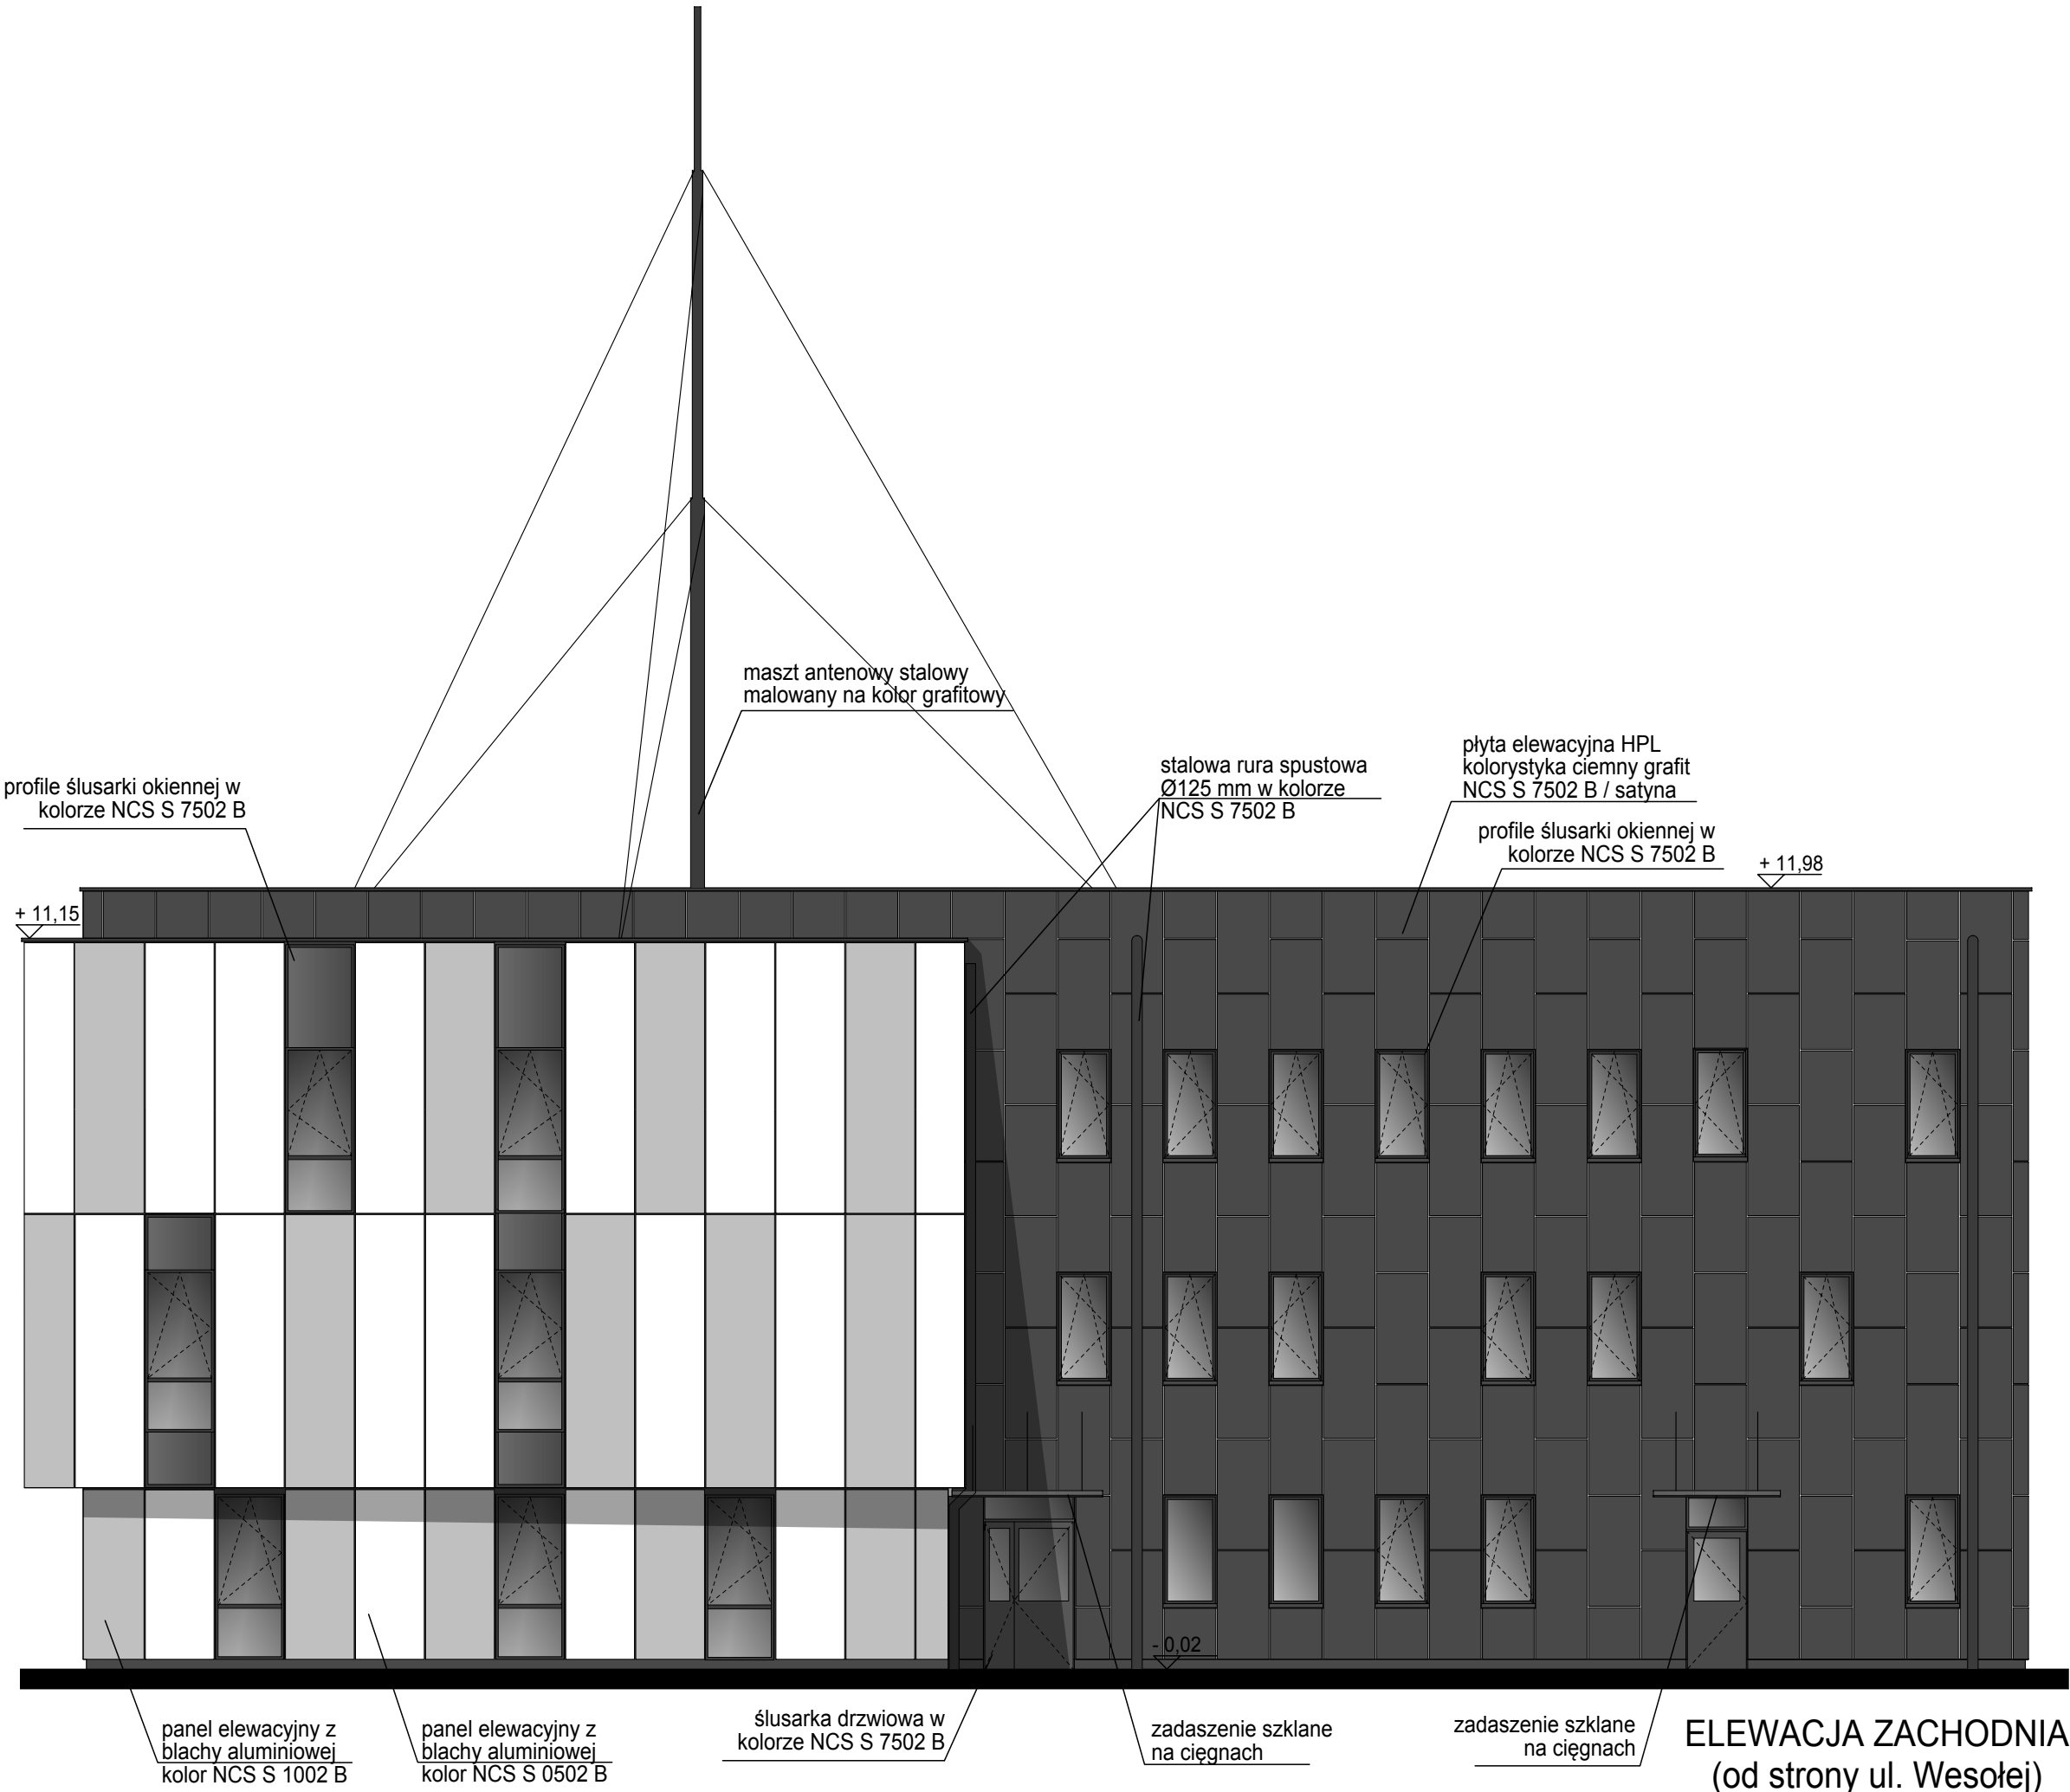 maszt antenowy stalowy
malowany na kolor grafitowy
profile ślusarki okiennej w
kolorze NCS S 7502 B
stalowa rura spustowa
Ø125 mm w kolorze
NCS S 7502 B
płyta elewacyjna HPL
kolorystyka ciemny grafit
NCS S 7502 B / satyna
profile ślusarki okiennej w
kolorze NCS S 7502 B
+ 11,98
+ 11,15
- 0,02
panel elewacyjny z
blachy aluminiowej
kolor NCS S 1002 B
panel elewacyjny z
blachy aluminiowej
kolor NCS S 0502 B
ślusarka drzwiowa w
kolorze NCS S 7502 B
zadaszenie szklane
na cięgnach
zadaszenie szklane
na cięgnach
ELEWACJA ZACHODNIA
(od strony ul. Wesołej)